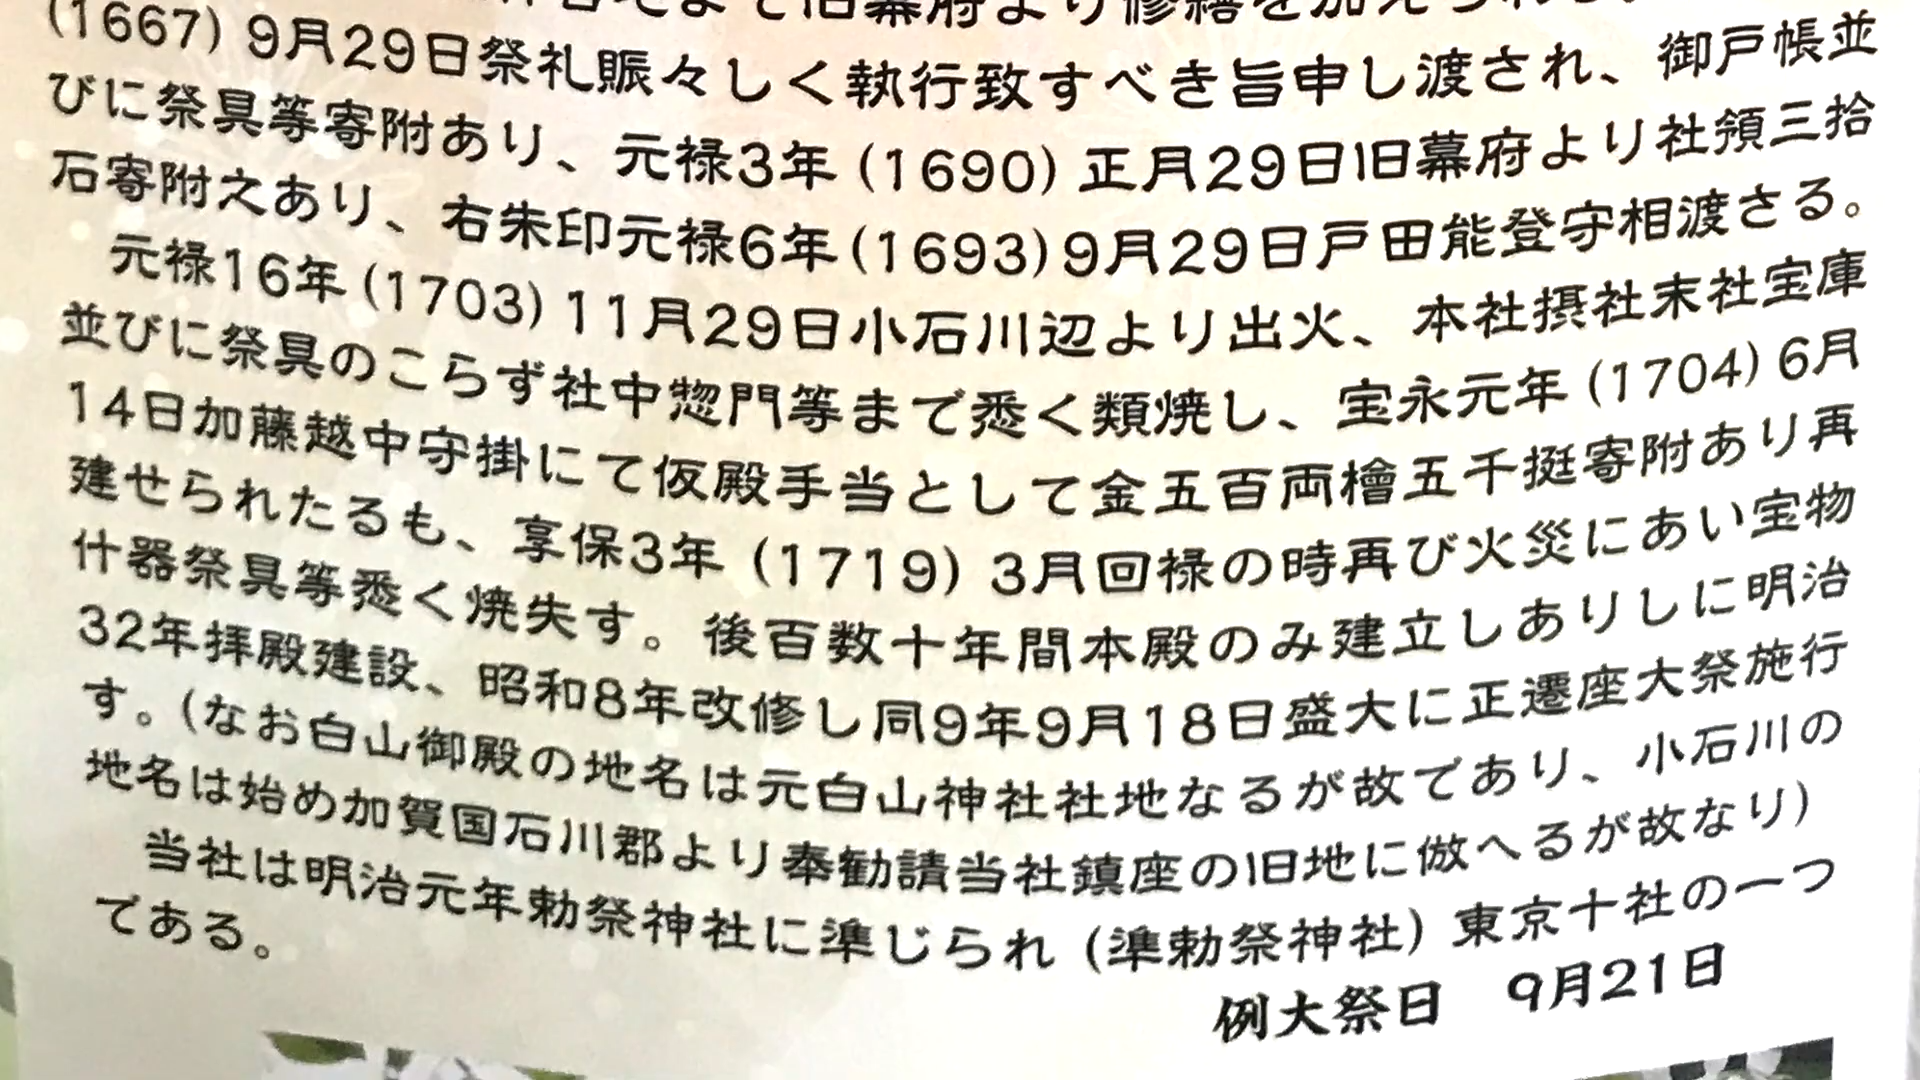 まで旧幕府より修繕を加えられ
(1667) 9月29日祭礼賑々しく執行致すべき旨申し渡され、御戸帳並
びに祭具等寄附あり、元禄3年 (1690) 正月29日旧幕府より社領三拾
石寄附之あり、右朱印元禄6年 (1693) 9月29日戸田能登守相渡さる。
元禄16年 (1703) 11月29日小石川辺より出火、本社摂社末社宝庫
並びに祭具のこらず社中惣門等まで悉く類焼し、宝永元年 (1704) 6月
14日加藤越中守掛にて仮殿手当として金五百両檜五千挺寄附あり再
建せられたるも、享保3年 (1719) 3月回禄の時再び火災にあい宝物
什器祭具等悉く焼失す。後百数十年間本殿のみ建立しありしに明治
32年拝殿建設、昭和8年改修し同9年9月18日盛大に正遷座大祭施行
す。(なお白山御殿の地名は元白山神社社地なるが故であり、小石川の
地名は始め加賀国石川郡より奉勧請当社鎮座の旧地に倣へるが故なり)
当社は明治元年勅祭神社に準じられ (準勅祭神社) 東京十社の一つ
である。
例大祭日 9月21日